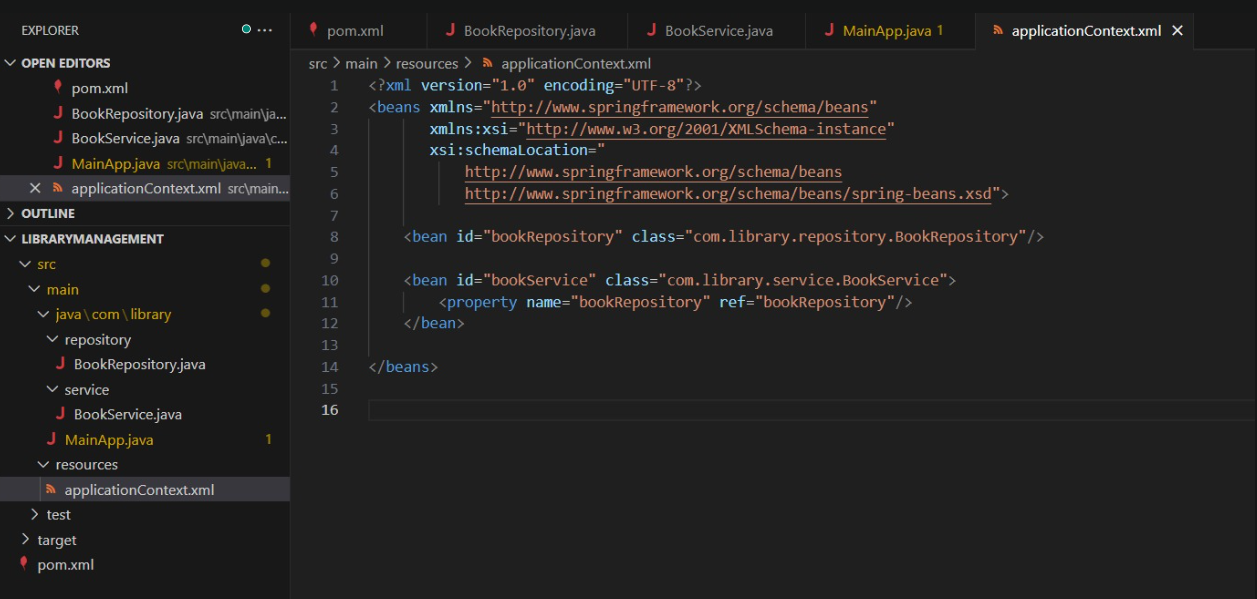 EXPLORER
...
OPEN EDITORS
pom.xml
BookRepository.java src\main\ja...
BookService.java src\main\java\c...
MainApp.java src\main\java... 1
applicationContext.xml src\main...
OUTLINE
LIBRARYMANAGEMENT
src
main
java\com\library
repository
BookRepository.java
service
BookService.java
MainApp.java 1
resources
applicationContext.xml
test
target
pom.xml
pom.xml
BookRepository.java
BookService.java
MainApp.java 1
applicationContext.xml
src > main > resources > applicationContext.xml
1 <?xml version="1.0" encoding="UTF-8"?>
2 <beans xmlns="http://www.springframework.org/schema/beans"
3 xmlns:xsi="http://www.w3.org/2001/XMLSchema-instance"
4 xsi:schemaLocation="
5 http://www.springframework.org/schema/beans
6 http://www.springframework.org/schema/beans/spring-beans.xsd">
7
8 <bean id="bookRepository" class="com.library.repository.BookRepository"/>
9
10 <bean id="bookService" class="com.library.service.BookService">
11 <property name="bookRepository" ref="bookRepository"/>
12 </bean>
13
14 </beans>
15
16